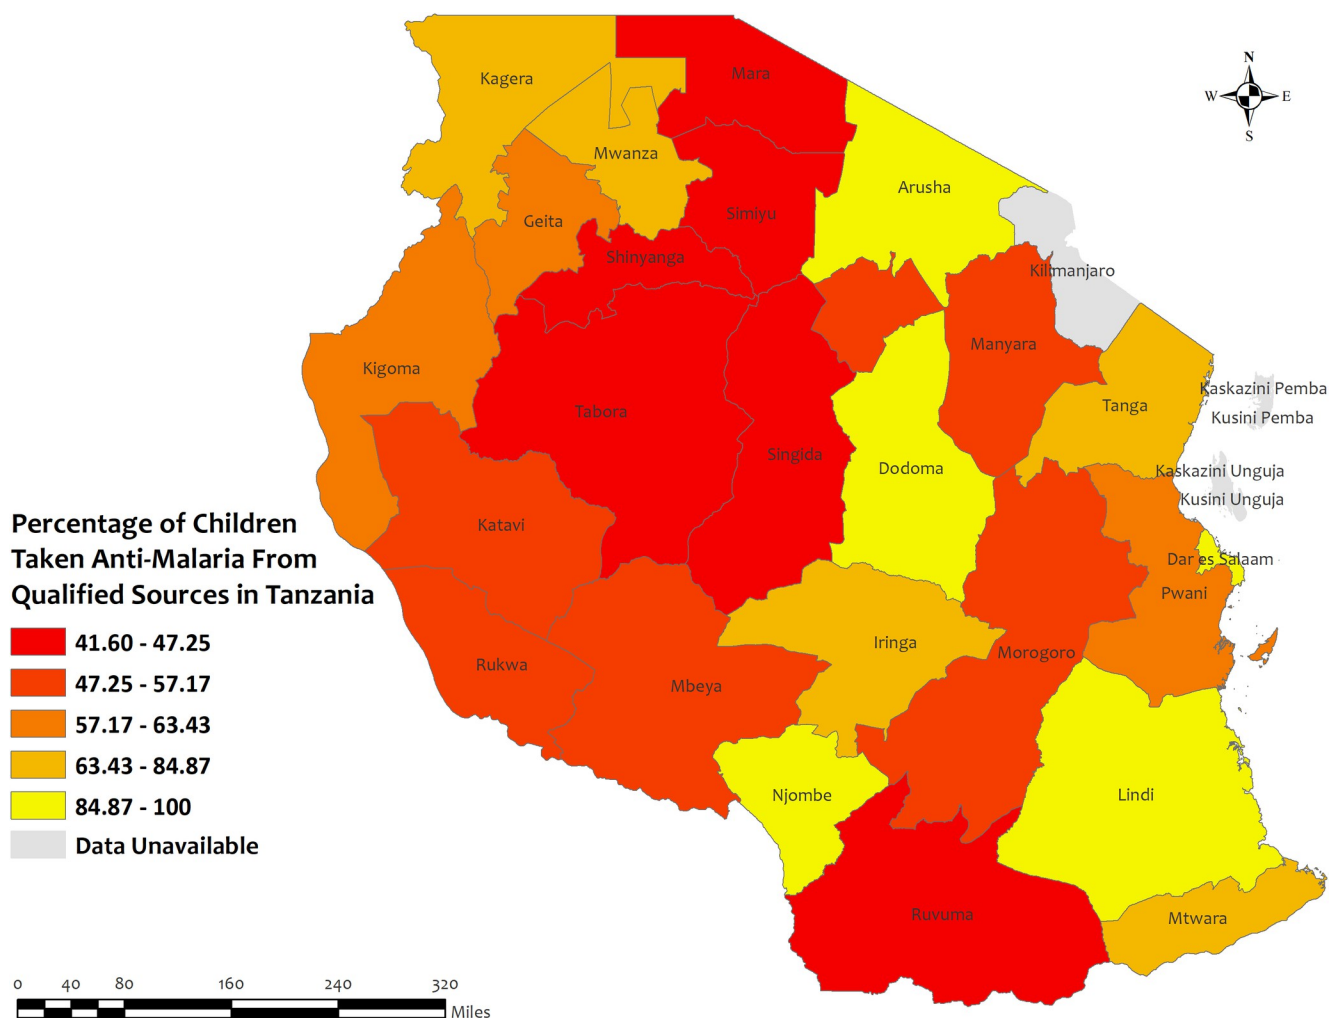 N
W E
S
Kagera
Mara
Mwanza
Arusha
Geita
Simiyu
Shinyanga
Kilimanjaro
Kigoma
Manyara
Kaskazini Pemba
Tabora
Tanga
Kusini Pemba
Singida
Dodoma
Kaskazini Unguja
Kusini Unguja
Katavi
Dar es Salaam
Pwani
Iringa
Morogoro
Rukwa
Mbeya
Njombe
Lindi
Ruvuma
Mtwara
Percentage of Children
Taken Anti-Malaria From
Qualified Sources in Tanzania
41.60 - 47.25
47.25 - 57.17
57.17 - 63.43
63.43 - 84.87
84.87 - 100
Data Unavailable
0 40 80 160 240 320
Miles